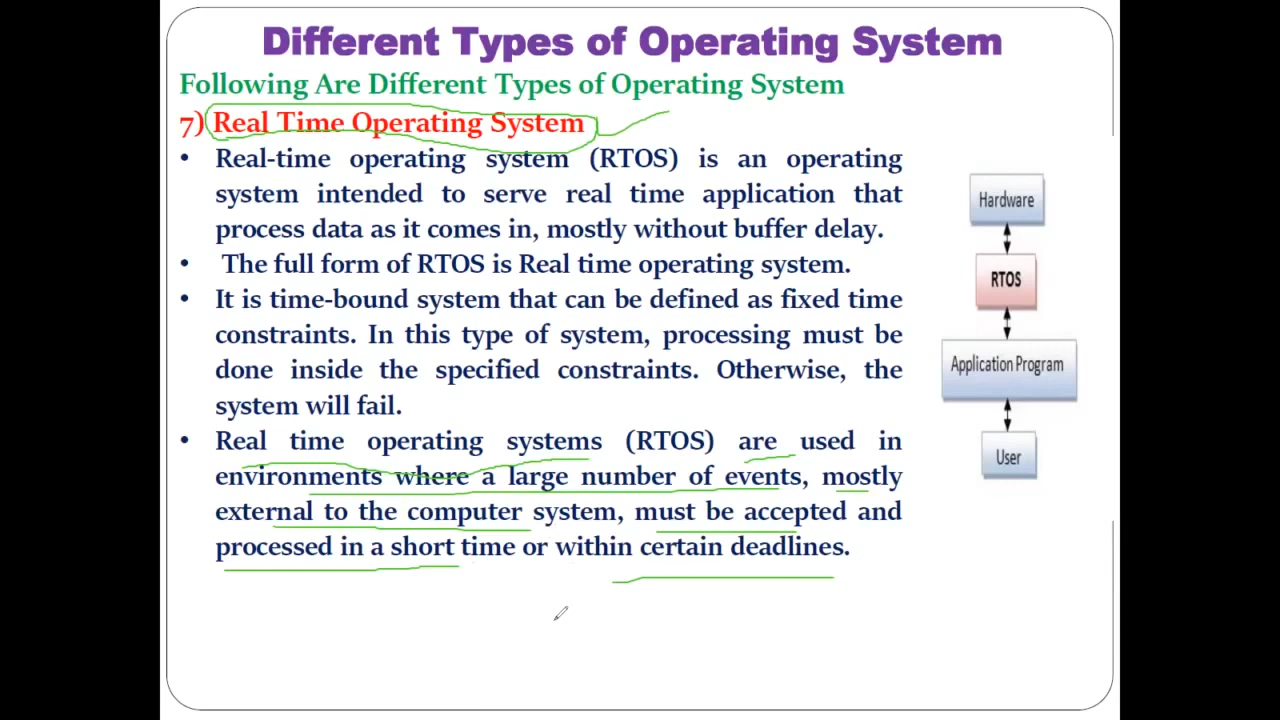 Different Types of Operating System
Following Are Different Types of Operating System
7) Real Time Operating System
• Real-time operating system (RTOS) is an operating
system intended to serve real time application that
process data as it comes in, mostly without buffer delay.
• The full form of RTOS is Real time operating system.
• It is time-bound system that can be defined as fixed time
constraints. In this type of system, processing must be
done inside the specified constraints. Otherwise, the
system will fail.
• Real time operating systems (RTOS) are used in
environments where a large number of events, mostly
external to the computer system, must be accepted and
processed in a short time or within certain deadlines.
Hardware
RTOS
Application Program
User